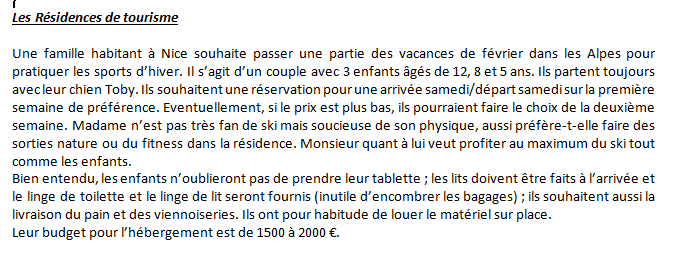 Les Résidences de tourisme
Une famille habitant à Nice souhaite passer une partie des vacances de février dans les Alpes pour
pratiquer les sports d’hiver. Il s’agit d’un couple avec 3 enfants âgés de 12, 8 et 5 ans. Ils partent toujours
avec leur chien Toby. Ils souhaitent une réservation pour une arrivée samedi/départ samedi sur la première
semaine de préférence. Eventuellement, si le prix est plus bas, ils pourraient faire le choix de la deuxième
semaine. Madame n’est pas très fan de ski mais soucieuse de son physique, aussi préfère-t-elle faire des
sorties nature ou du fitness dans la résidence. Monsieur quant à lui veut profiter au maximum du ski tout
comme les enfants.
Bien entendu, les enfants n’oublieront pas de prendre leur tablette ; les lits doivent être faits à l’arrivée et
le linge de toilette et le linge de lit seront fournis (inutile d’encombrer les bagages) ; ils souhaitent aussi la
livraison du pain et des viennoiseries. Ils ont pour habitude de louer le matériel sur place.
Leur budget pour l’hébergement est de 1500 à 2000 €.